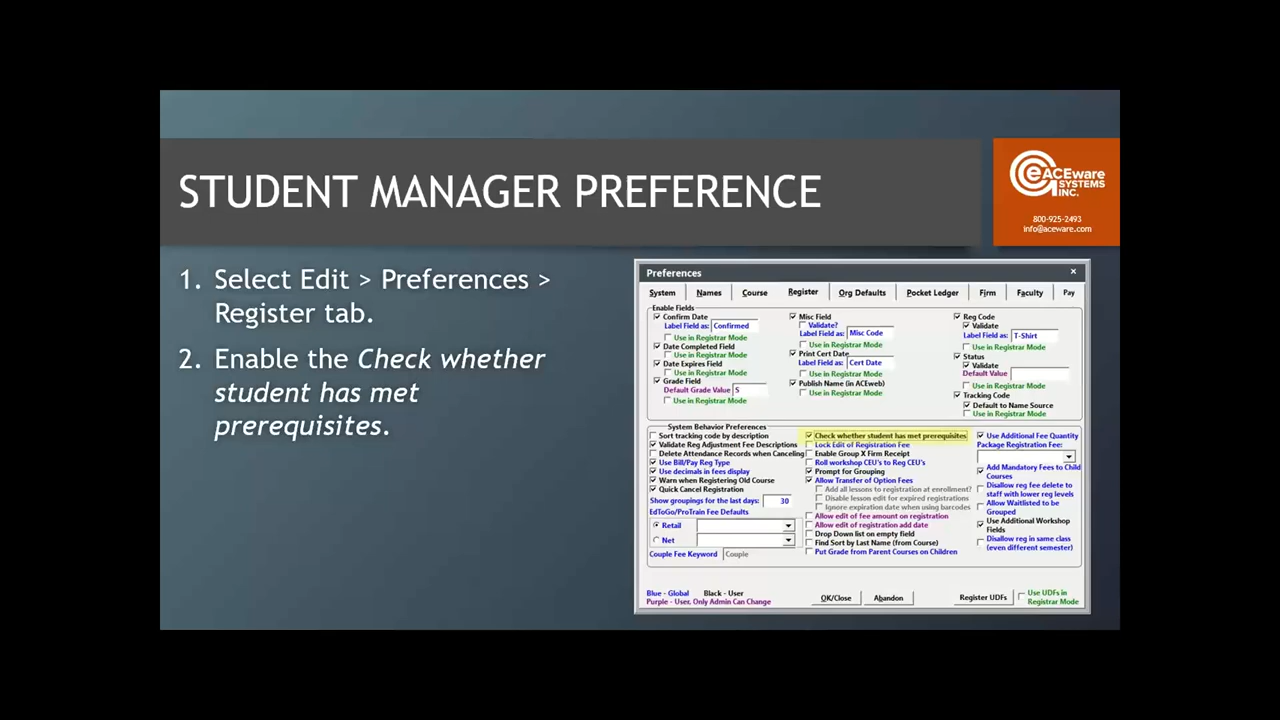 STUDENT MANAGER PREFERENCE
eACEware
SYSTEMS
INC.
800-925-2493
info@aceware.com
1. Select Edit > Preferences >
Register tab.
2. Enable the Check whether
student has met
prerequisites.
Preferences
System Names Course Register Org Defaults Pocket Ledger Firm Faculty Pay
Enable Fields
Confirm Date
Label Field as: Confirmed
Use in Registrar Mode
Date Completed Field
Use in Registrar Mode
Date Expires Field
Use in Registrar Mode
Grade Field
Default Grade Value S
Use in Registrar Mode
Misc Field
Validate?
Label Field as: Misc Code
Use in Registrar Mode
Print Cert Date
Label Field as: Cert Date
Use in Registrar Mode
Publish Name (in ACEweb)
Use in Registrar Mode
Reg Code
Validate
Label Field as: T-Shirt
Use in Registrar Mode
Status
Validate
Default Value
Use in Registrar Mode
Tracking Code
Default to Name Source
Use in Registrar Mode
System Behavior Preferences
Sort tracking code by description
Validate Reg Adjustment Fee Descriptions
Delete Attendance Records when Canceling
Use Bill/Pay Reg Type
Use decimals in fees display
Warn when Registering Old Course
Quick Cancel Registration
Show groupings for the last days: 30
EdToGo/ProTrain Fee Defaults
Retail
Net
Couple Fee Keyword Couple
Check whether student has met prerequisites
Lock Edit of Registration Fee
Enable Group X Firm Receipt
Roll workshop CEU's to Reg CEU's
Prompt for Grouping
Allow Transfer of Option Fees
Add all lessons to registration at enrollment?
Disable lesson edit for expired registrations
Ignore expiration date when using barcodes
Allow edit of fee amount on registration
Allow edit of registration add date
Drop Down list on empty field
Find Sort by Last Name (from Course)
Put Grade from Parent Courses on Children
Use Additional Fee Quantity
Package Registration Fee:
Add Mandatory Fees to Child
Courses
Disallow reg fee delete to
staff with lower reg levels
Allow Waitlisted to be
Grouped
Use Additional Workshop
Fields
Disallow reg in same class
(even different semester)
Blue - Global Black - User
Purple - User, Only Admin Can Change
OK/Close Abandon Register UDFs
Use UDFs in
Registrar Mode